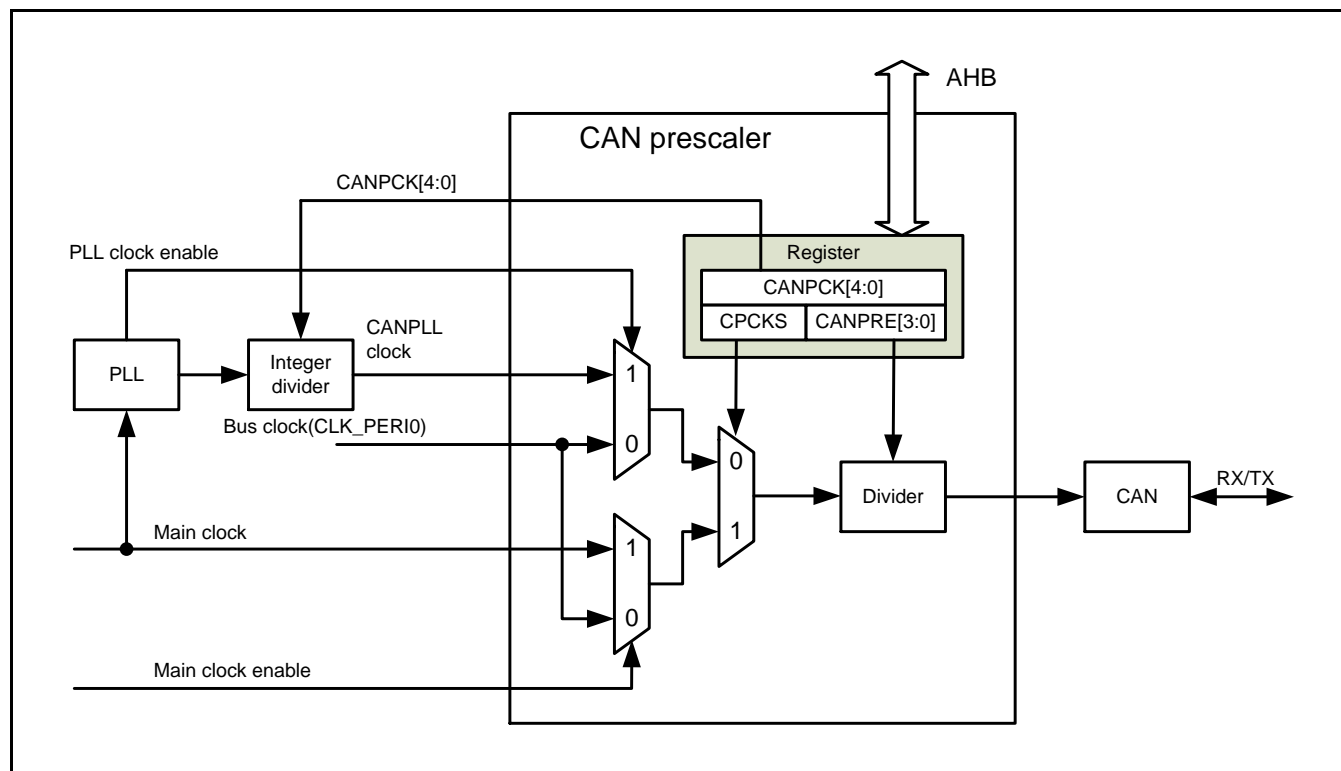 AHB
CAN prescaler
CANPCK[4:0]
PLL clock enable
Register
CANPCK[4:0]
CPCKS
CANPRE[3:0]
CANPLL
clock
PLL
Integer
divider
1
Bus clock(CLK_PERI0)
0
0
Divider
CAN
RX/TX
1
Main clock
1
0
Main clock enable